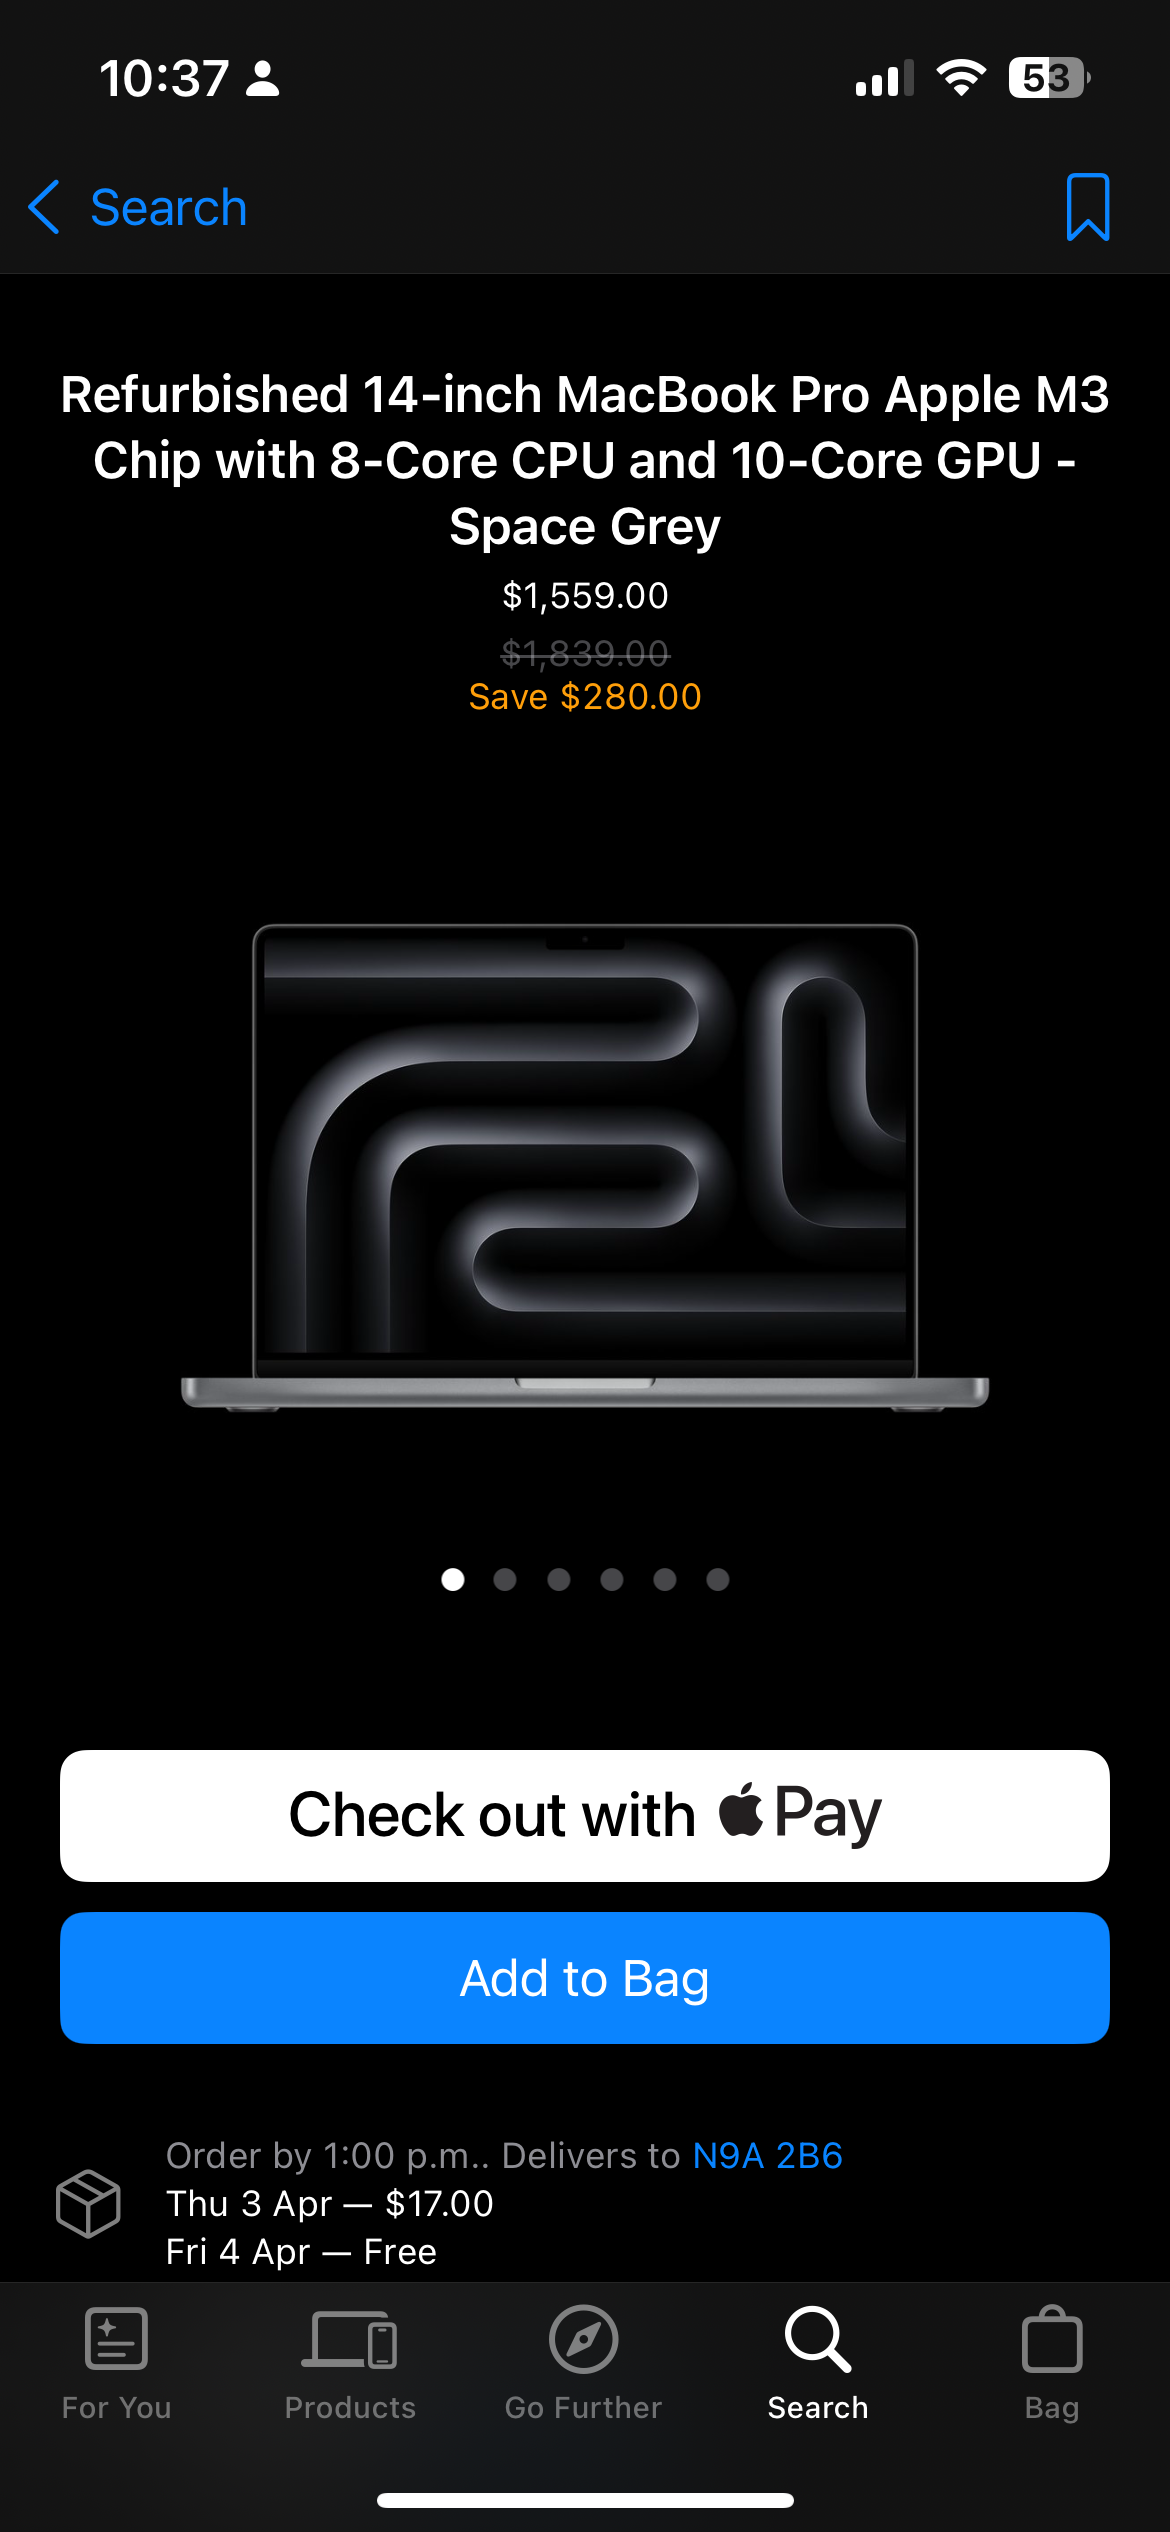 10:37
53
Search
Refurbished 14-inch MacBook Pro Apple M3
Chip with 8-Core CPU and 10-Core GPU -
Space Grey
$1,559.00
$1,839.00
Save $280.00
Check out with Pay
Add to Bag
Order by 1:00 p.m.. Delivers to N9A 2B6
Thu 3 Apr — $17.00
Fri 4 Apr — Free
For You
Products
Go Further
Search
Bag